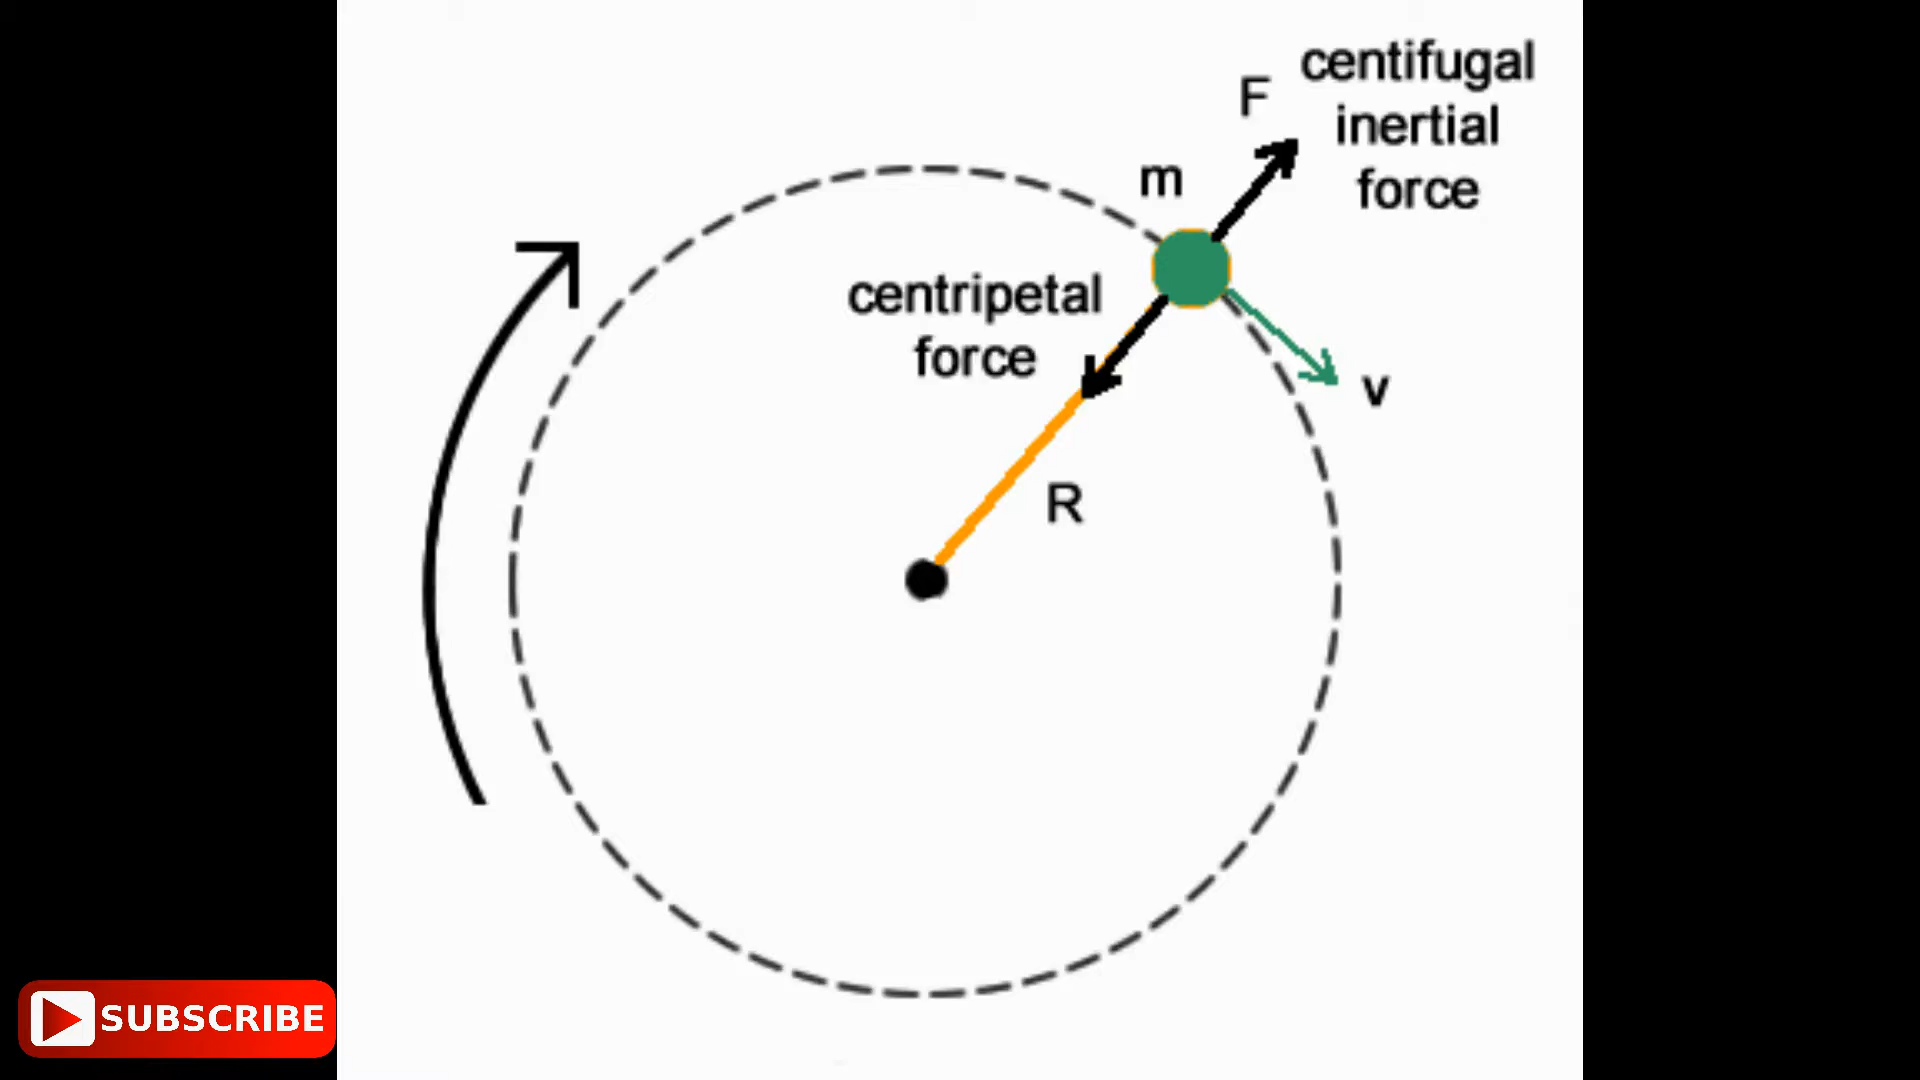 F
centifugal
inertial
force
m
centripetal
force
v
R
SUBSCRIBE